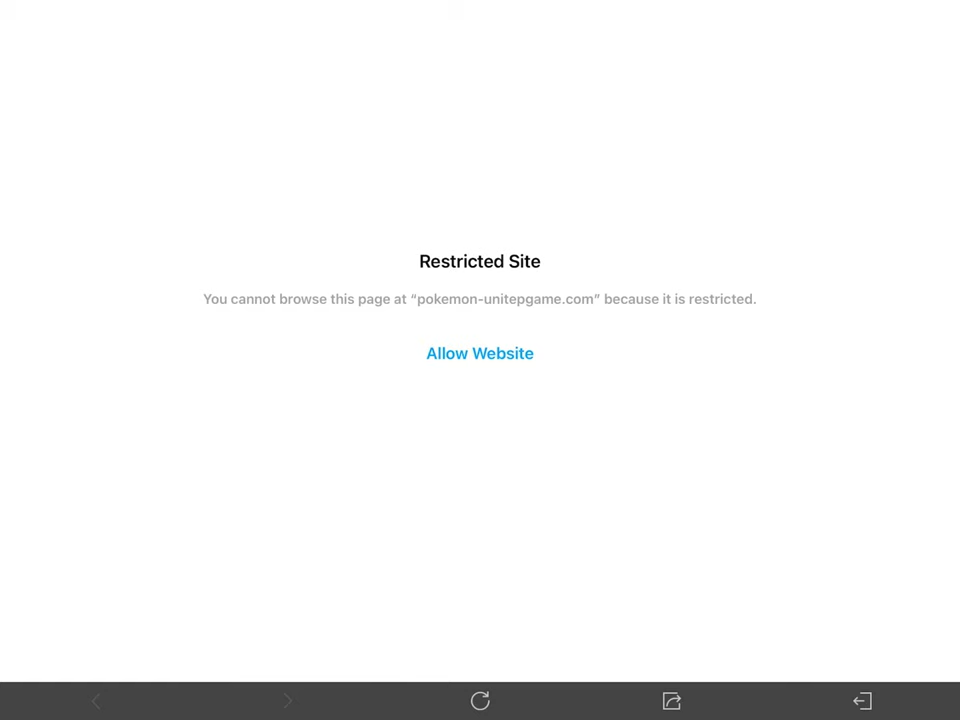 Restricted Site
You cannot browse this page at “pokemon-unitepgame.com” because it is restricted.
Allow Website